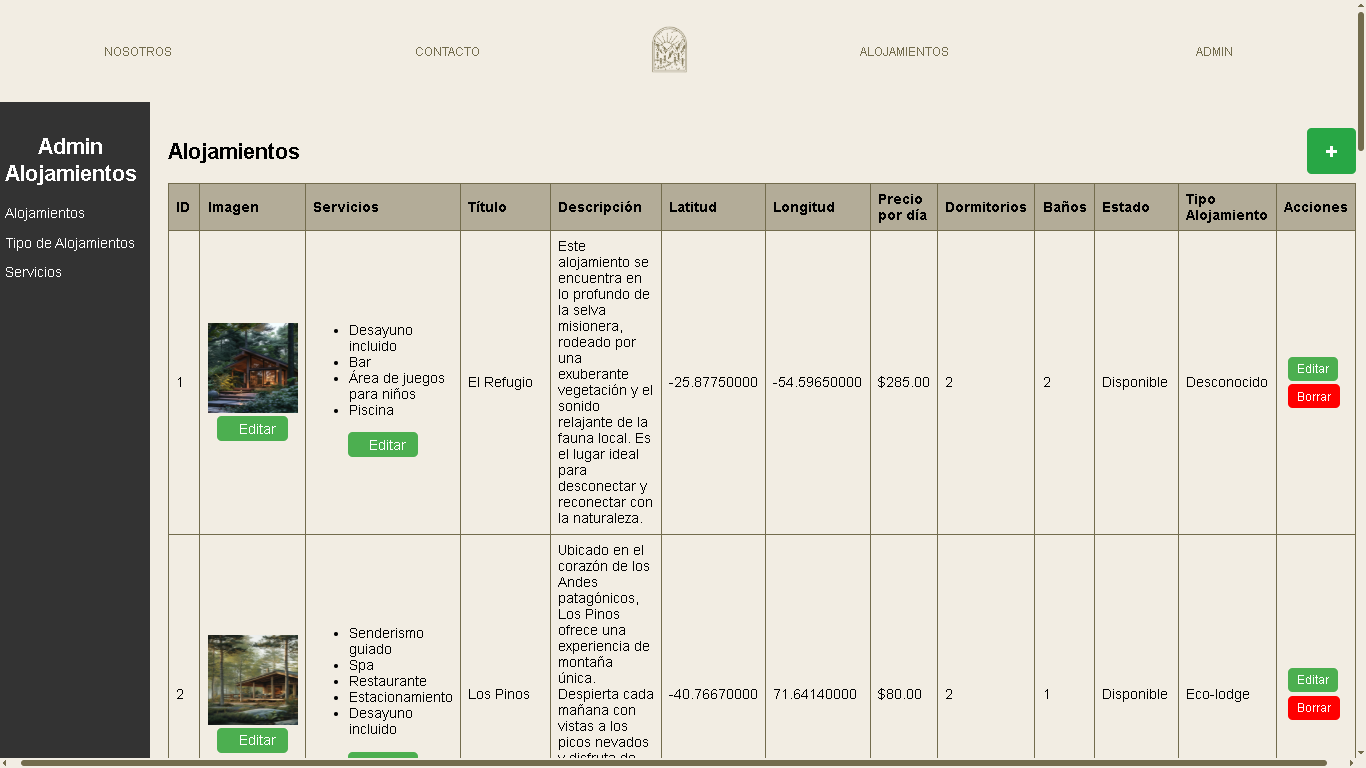 NOSOTROS CONTACTO ALOJAMIENTOS ADMIN
Admin
Alojamientos
Alojamientos
Tipo de Alojamientos
Servicios
Alojamientos
+
ID Imagen Servicios Título Descripción Latitud Longitud Precio por día Dormitorios Baños Estado Tipo Alojamiento Acciones
1
Editar
Desayuno
incluido
Bar
Área de juegos
para niños
Piscina
Editar
El Refugio
Este
alojamiento se
encuentra en
lo profundo de
la selva
misionera,
rodeado por
una
exuberante
vegetación y el
sonido
relajante de la
fauna local. Es
el lugar ideal
para
desconectar y
reconectar con
la naturaleza.
-25.87750000
-54.59650000
$285.00
2
2
Disponible
Desconocido
Editar
Borrar
2
Editar
Senderismo
guiado
Spa
Restaurante
Estacionamiento
Desayuno
incluido
Los Pinos
Ubicado en el
corazón de los
Andes
patagónicos,
Los Pinos
ofrece una
experiencia de
montaña
única.
Despierta cada
mañana con
vistas a los
picos nevados
y disfruta de
-40.76670000
71.64140000
$80.00
2
1
Disponible
Eco-lodge
Editar
Borrar